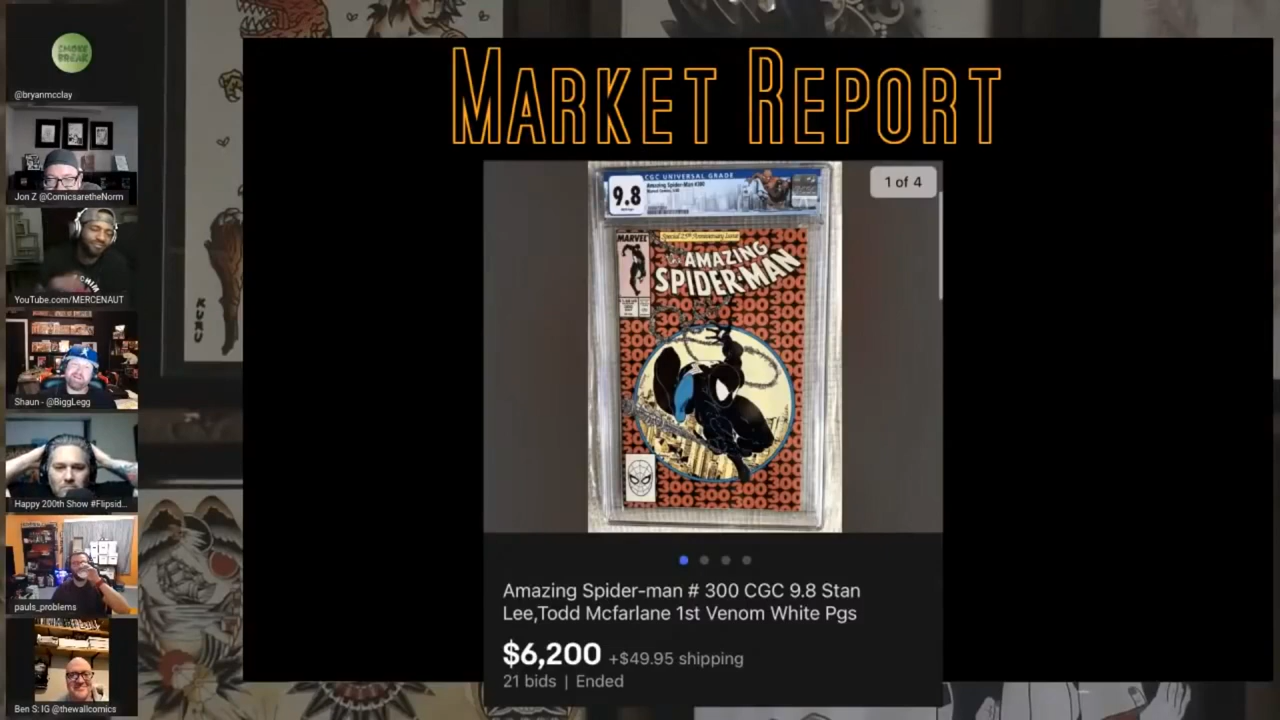 SMOKE
BREAK
@bryanmcclay
Jon Z @ComicsaretheNorm
YouTube.com/MERCENAUT
Shaun - @BiggLegg
Happy 200th Show #Flipsid...
pauls_problems
Ben S: IG @thewallcomics
KURU
MARKET REPORT
1 of 4
CGC UNIVERSAL GRADE
9.8
Amazing Spider-Man #300
MARVEL
Special 25th Anniversary Issue
THE AMAZING
SPIDER-MAN
300
Amazing Spider-man # 300 CGC 9.8 Stan
Lee,Todd Mcfarlane 1st Venom White Pgs
$6,200 +$49.95 shipping
21 bids | Ended